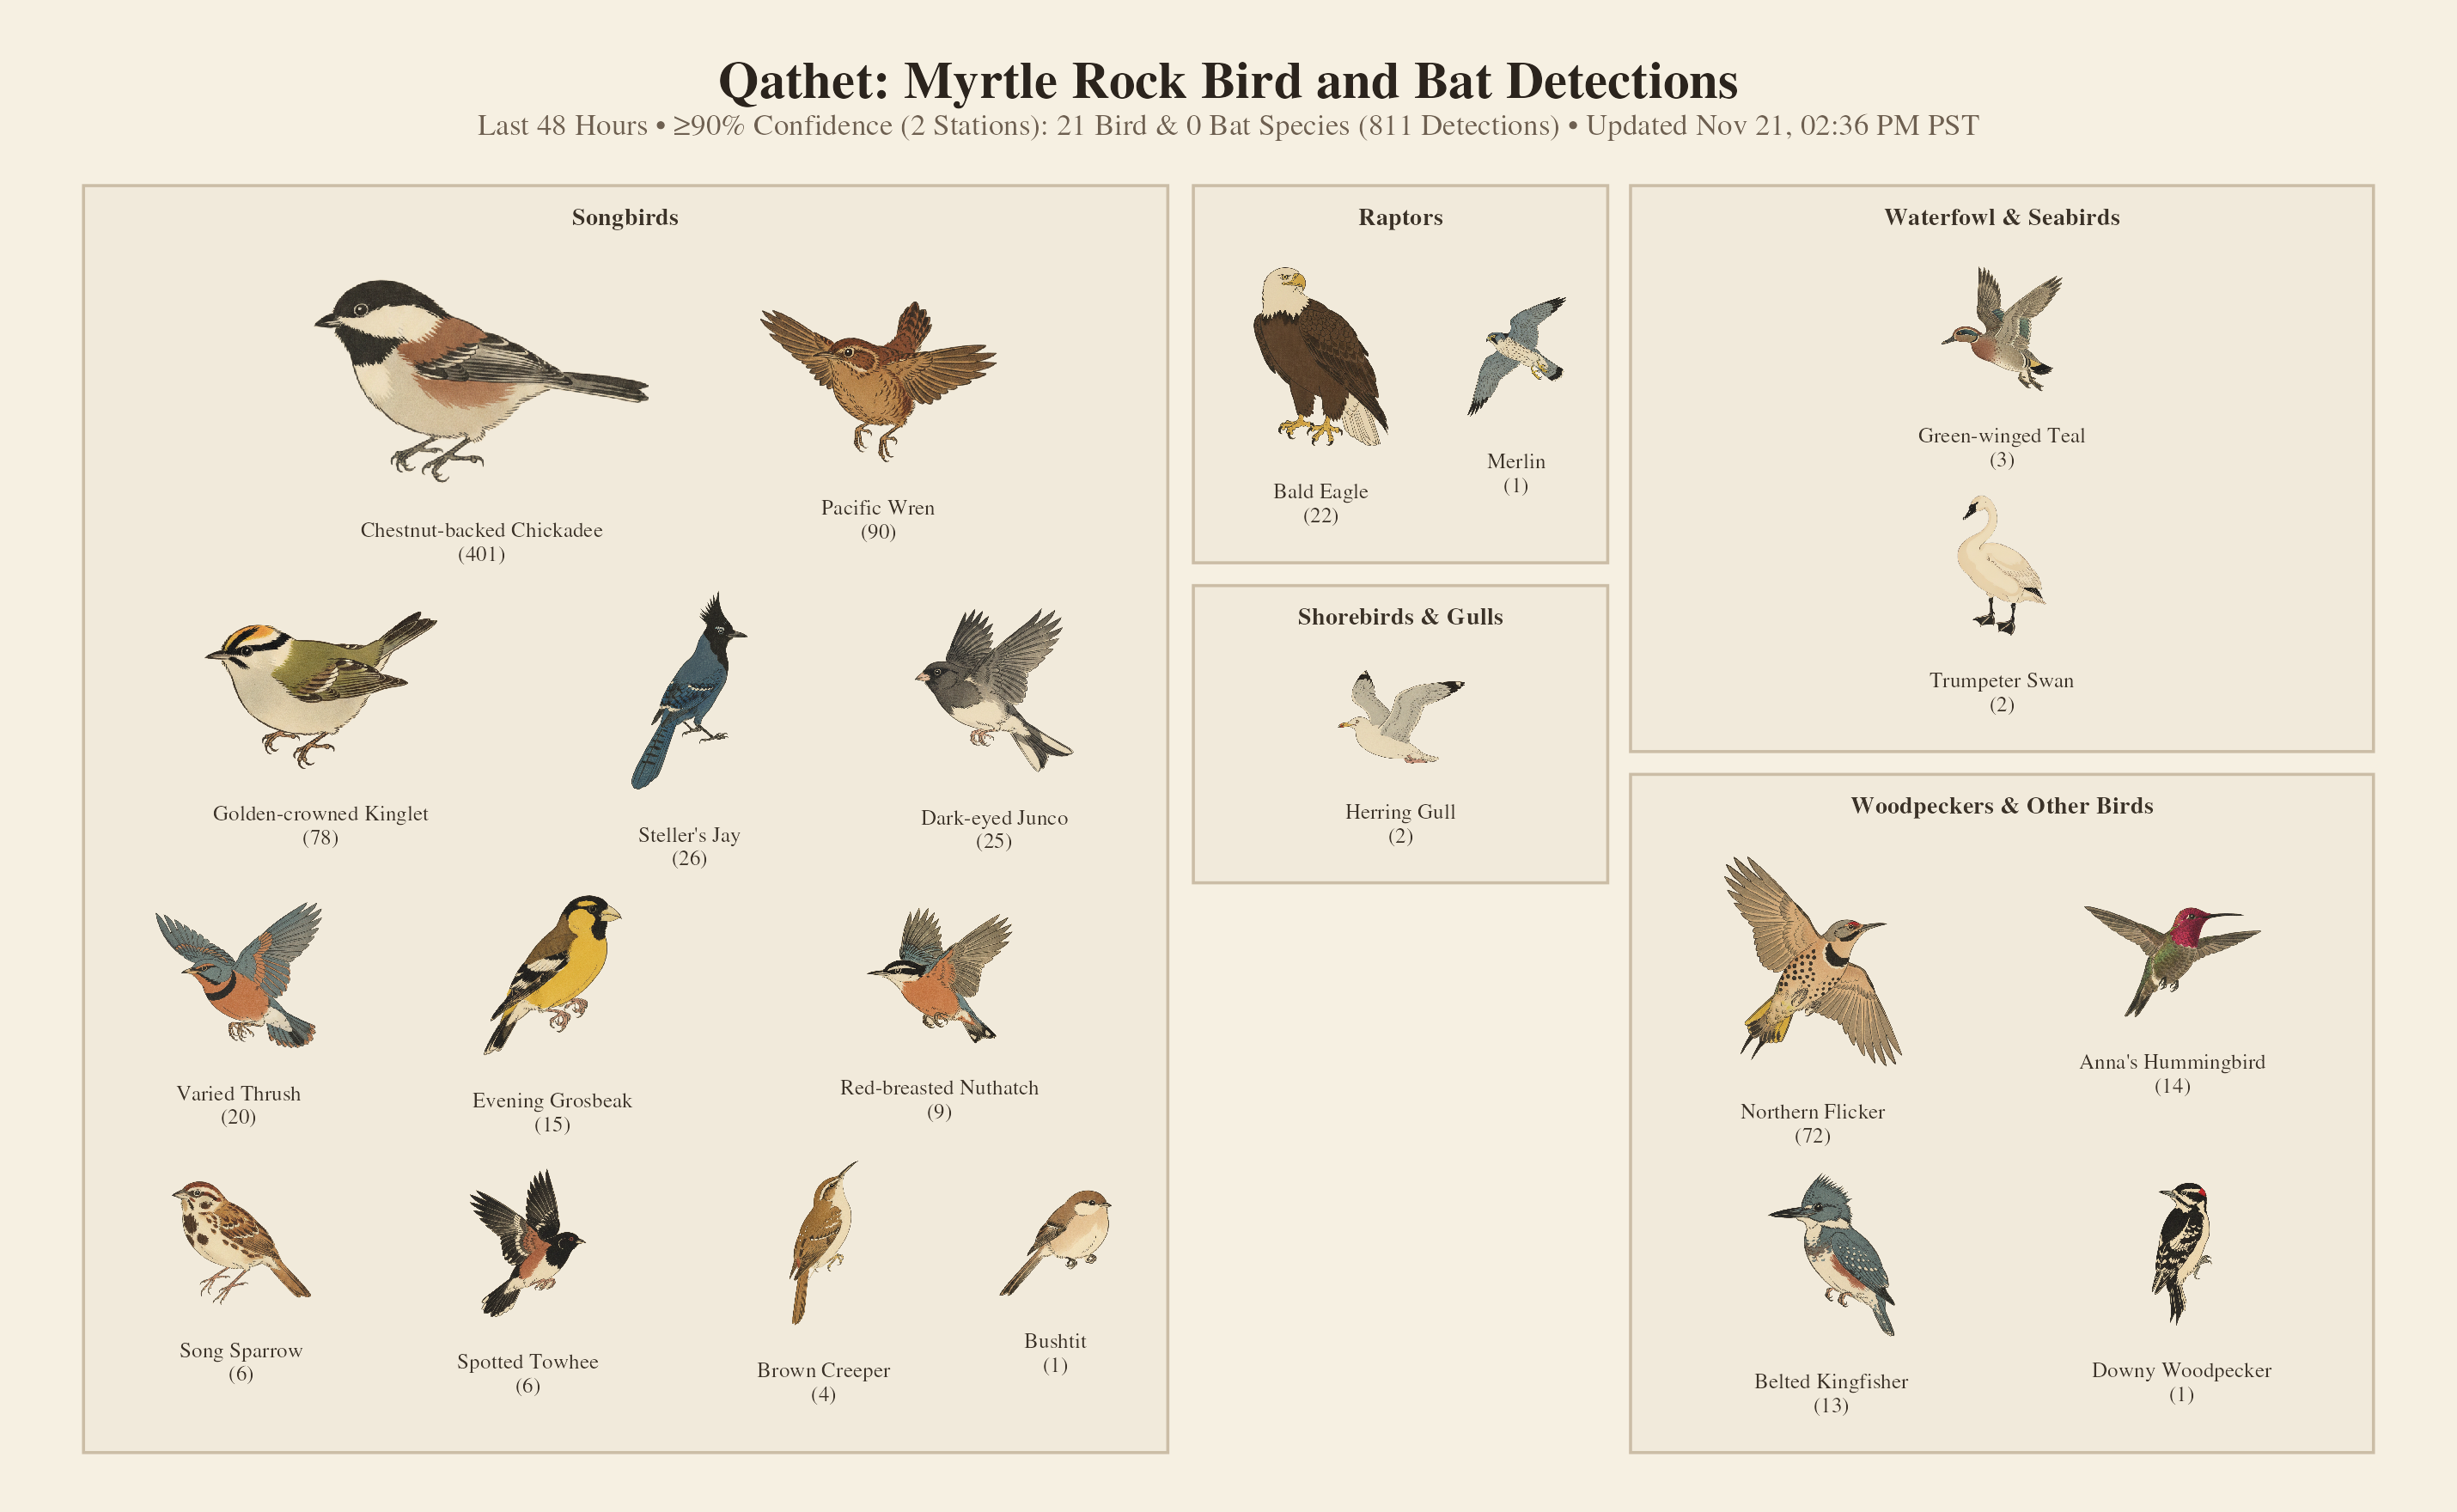 Qathet: Myrtle Rock Bird and Bat Detections
Last 48 Hours • ≥90% Confidence (2 Stations): 21 Bird & 0 Bat Species (811 Detections) • Updated Nov 21, 02:36 PM PST
Songbirds
Chestnut-backed Chickadee
(401)
Pacific Wren
(90)
Golden-crowned Kinglet
(78)
Steller's Jay
(26)
Dark-eyed Junco
(25)
Varied Thrush
(20)
Evening Grosbeak
(15)
Red-breasted Nuthatch
(9)
Song Sparrow
(6)
Spotted Towhee
(6)
Brown Creeper
(4)
Bushtit
(1)
Raptors
Bald Eagle
(22)
Merlin
(1)
Shorebirds & Gulls
Herring Gull
(2)
Waterfowl & Seabirds
Green-winged Teal
(3)
Trumpeter Swan
(2)
Woodpeckers & Other Birds
Northern Flicker
(72)
Anna's Hummingbird
(14)
Belted Kingfisher
(13)
Downy Woodpecker
(1)